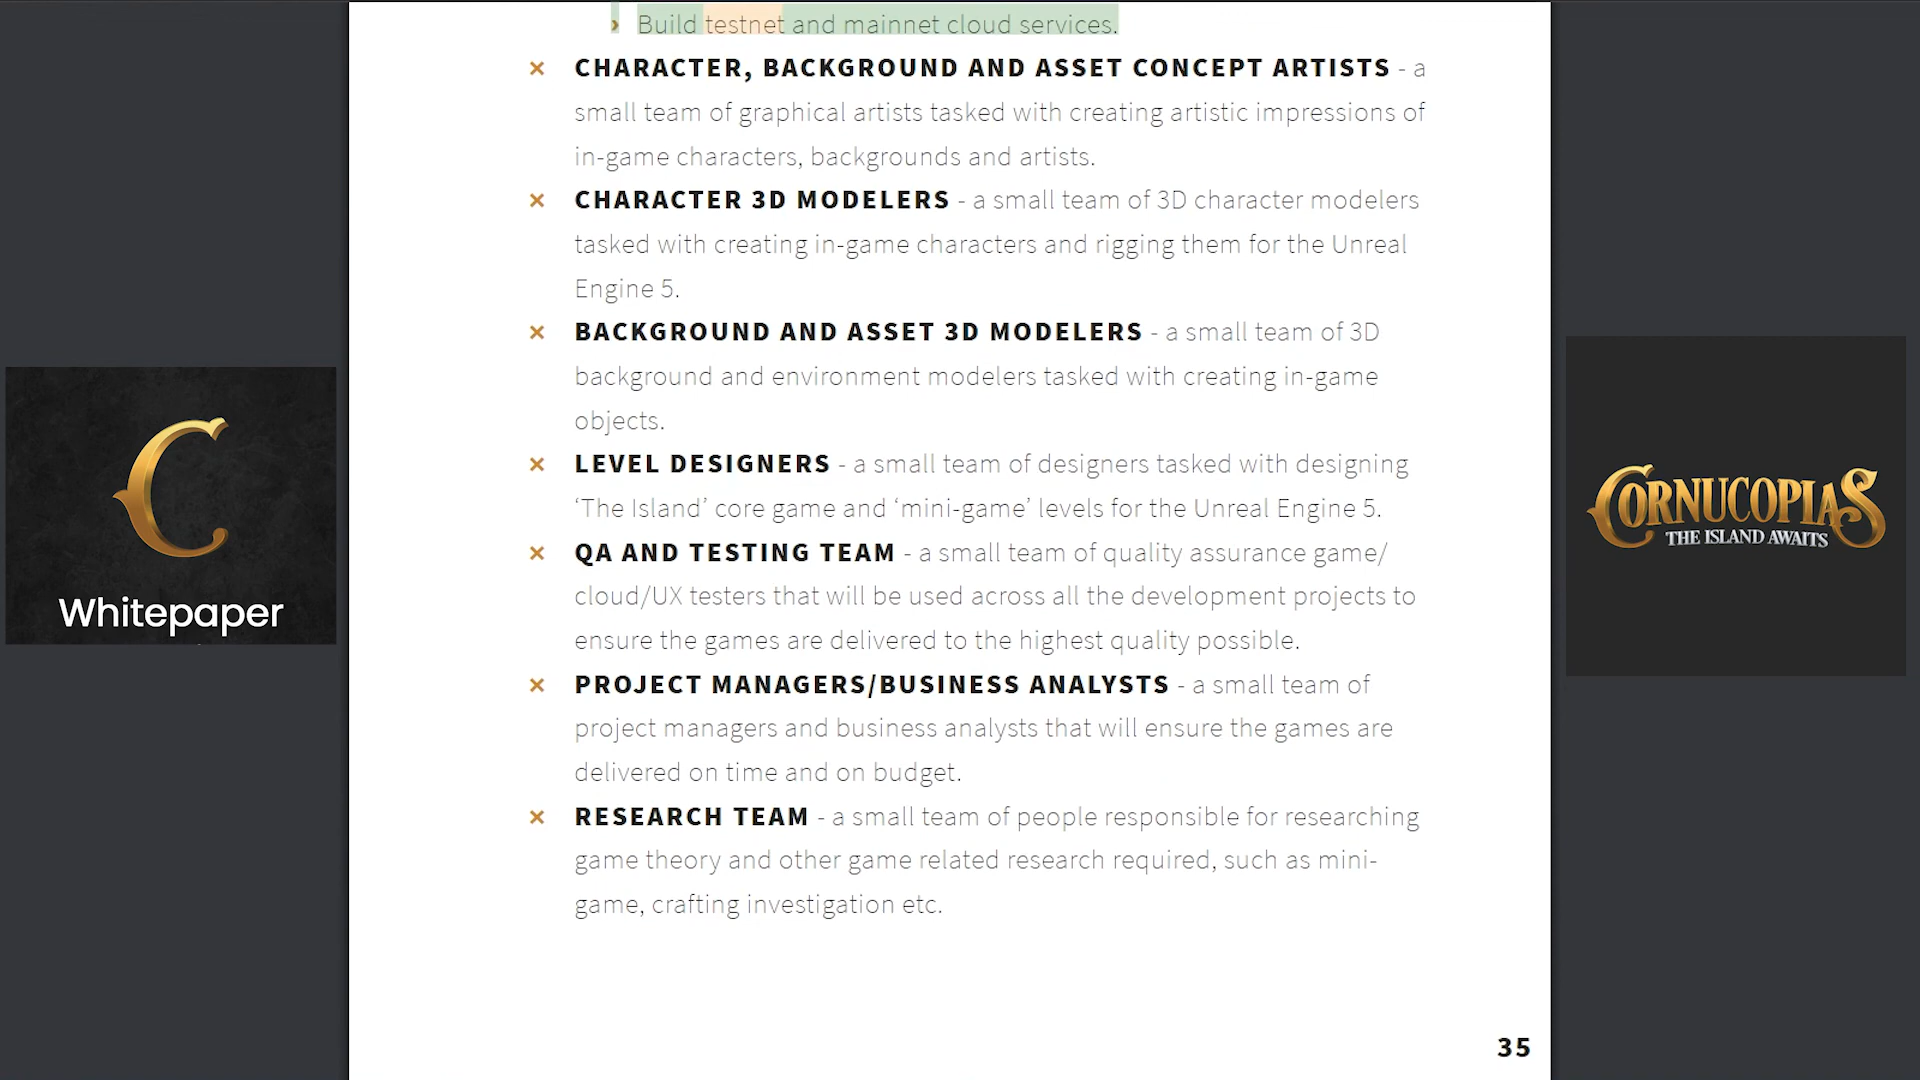 Build testnet and mainnet cloud services.
CHARACTER, BACKGROUND AND ASSET CONCEPT ARTISTS - a
small team of graphical artists tasked with creating artistic impressions of
in-game characters, backgrounds and artists.
CHARACTER 3D MODELERS - a small team of 3D character modelers
tasked with creating in-game characters and rigging them for the Unreal
Engine 5.
BACKGROUND AND ASSET 3D MODELERS - a small team of 3D
background and environment modelers tasked with creating in-game
objects.
LEVEL DESIGNERS - a small team of designers tasked with designing
‘The Island’ core game and ‘mini-game’ levels for the Unreal Engine 5.
QA AND TESTING TEAM - a small team of quality assurance game/
cloud/UX testers that will be used across all the development projects to
ensure the games are delivered to the highest quality possible.
PROJECT MANAGERS/BUSINESS ANALYSTS - a small team of
project managers and business analysts that will ensure the games are
delivered on time and on budget.
RESEARCH TEAM - a small team of people responsible for researching
game theory and other game related research required, such as mini-
game, crafting investigation etc.
35
C
Whitepaper
CORNUCOPIAS
THE ISLAND AWAITS